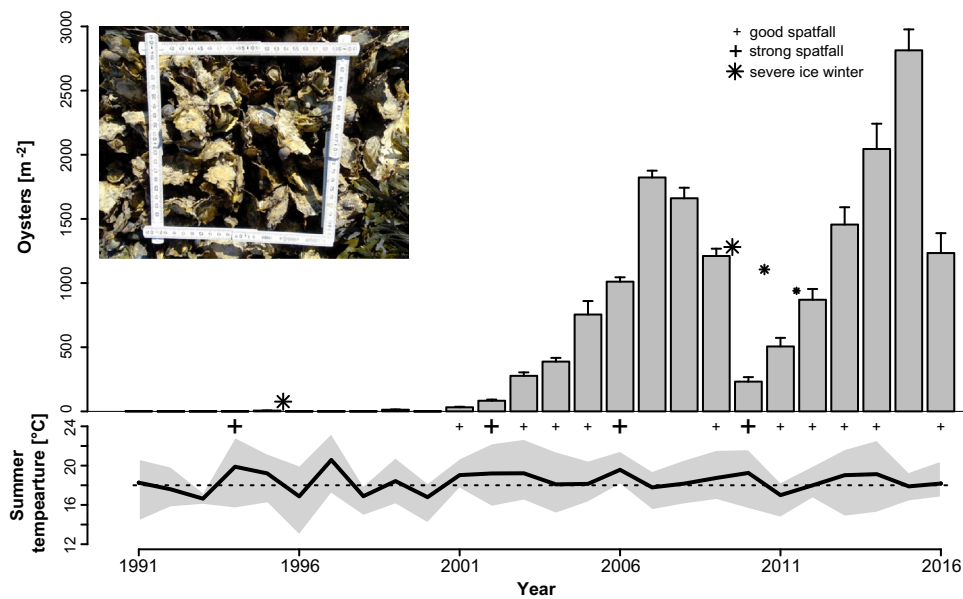 3000
2500
2000
1500
1000
500
0
Oysters [m⁻²]
+ good spatfall
+ strong spatfall
* severe ice winter
24
20
16
12
Summer
tempearture [°C]
1991 1996 2001 2006 2011 2016
Year